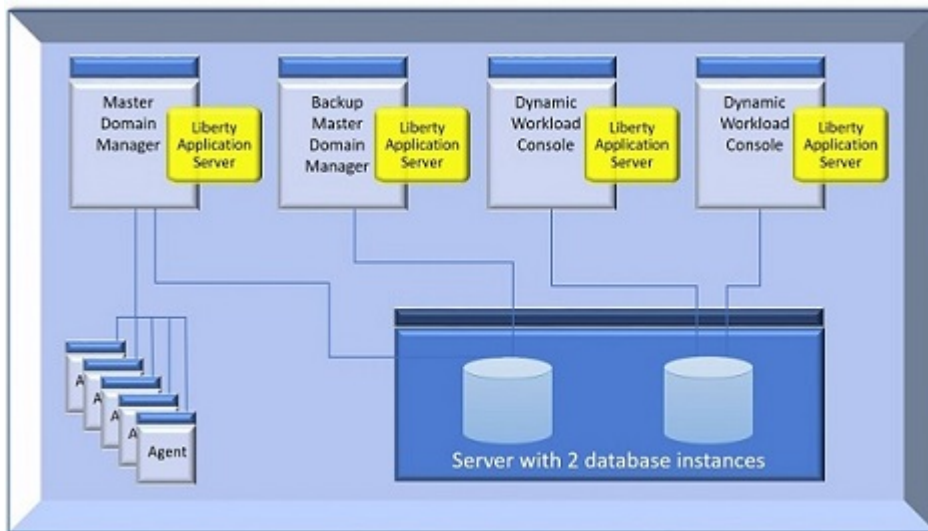 Master
Domain
Manager
Liberty
Application
Server
Backup
Master
Domain
Manager
Liberty
Application
Server
Dynamic
Workload
Console
Liberty
Application
Server
Dynamic
Workload
Console
Liberty
Application
Server
A
A
A
A
Agent
Server with 2 database instances